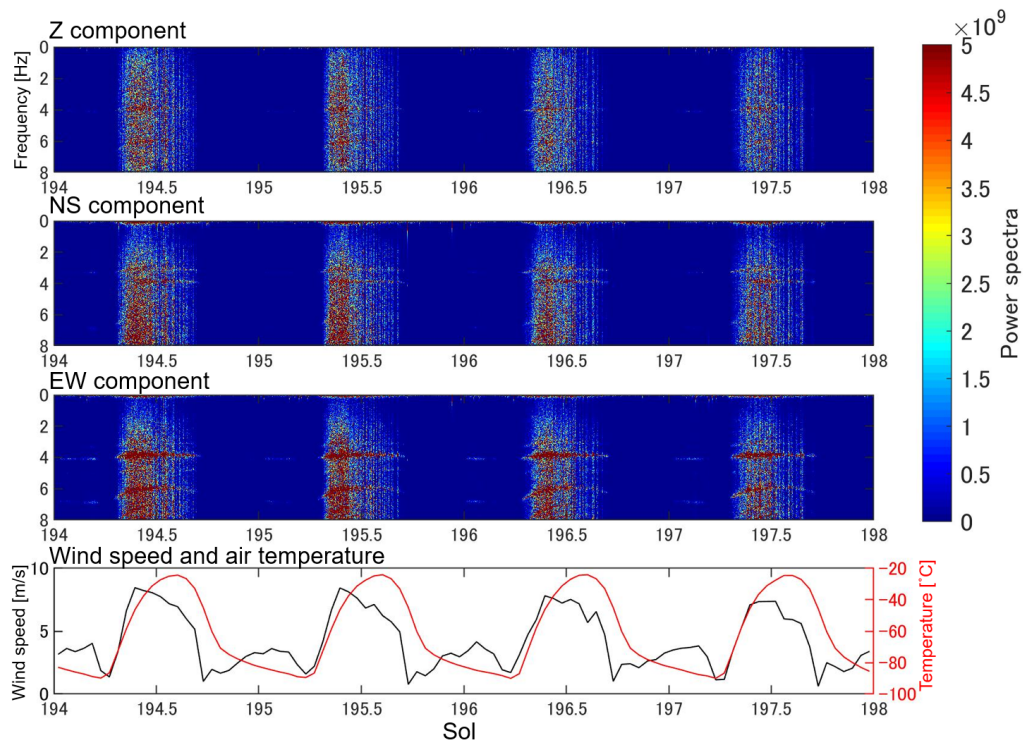 Z component
×10⁹
Frequency [Hz]
0
2
4
6
8
194 194.5 195 195.5 196 196.5 197 197.5 198
NS component
0
2
4
6
8
194 194.5 195 195.5 196 196.5 197 197.5 198
EW component
0
2
4
6
8
194 194.5 195 195.5 196 196.5 197 197.5 198
5
4.5
4
3.5
3
2.5
2
1.5
1
0.5
0
Power spectra
Wind speed and air temperature
Wind speed [m/s]
10
5
0
-20
-40
-60
-80
-100
Temperature [˚C]
194 194.5 195 195.5 196 196.5 197 197.5 198
Sol